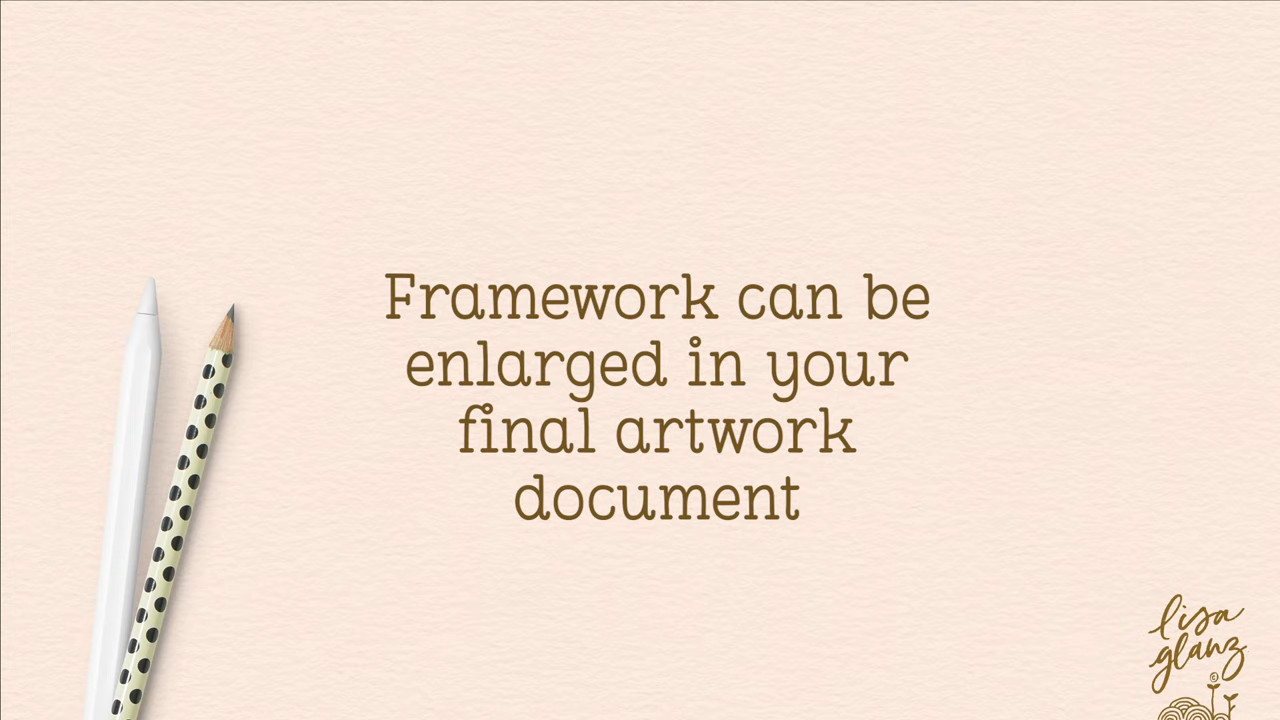 Framework can be
enlarged in your
final artwork
document
lisa
glanz
©